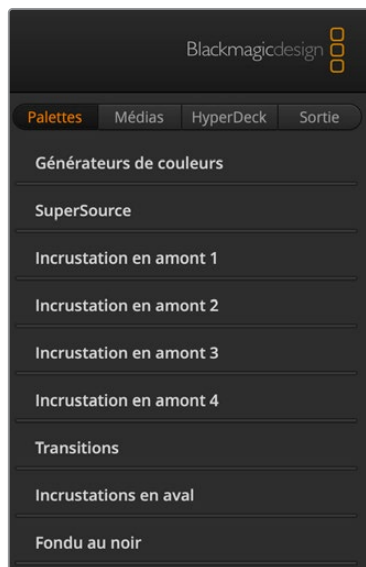 Blackmagicdesign
Palettes Médias HyperDeck Sortie
Générateurs de couleurs
SuperSource
Incrustation en amont 1
Incrustation en amont 2
Incrustation en amont 3
Incrustation en amont 4
Transitions
Incrustations en aval
Fondu au noir